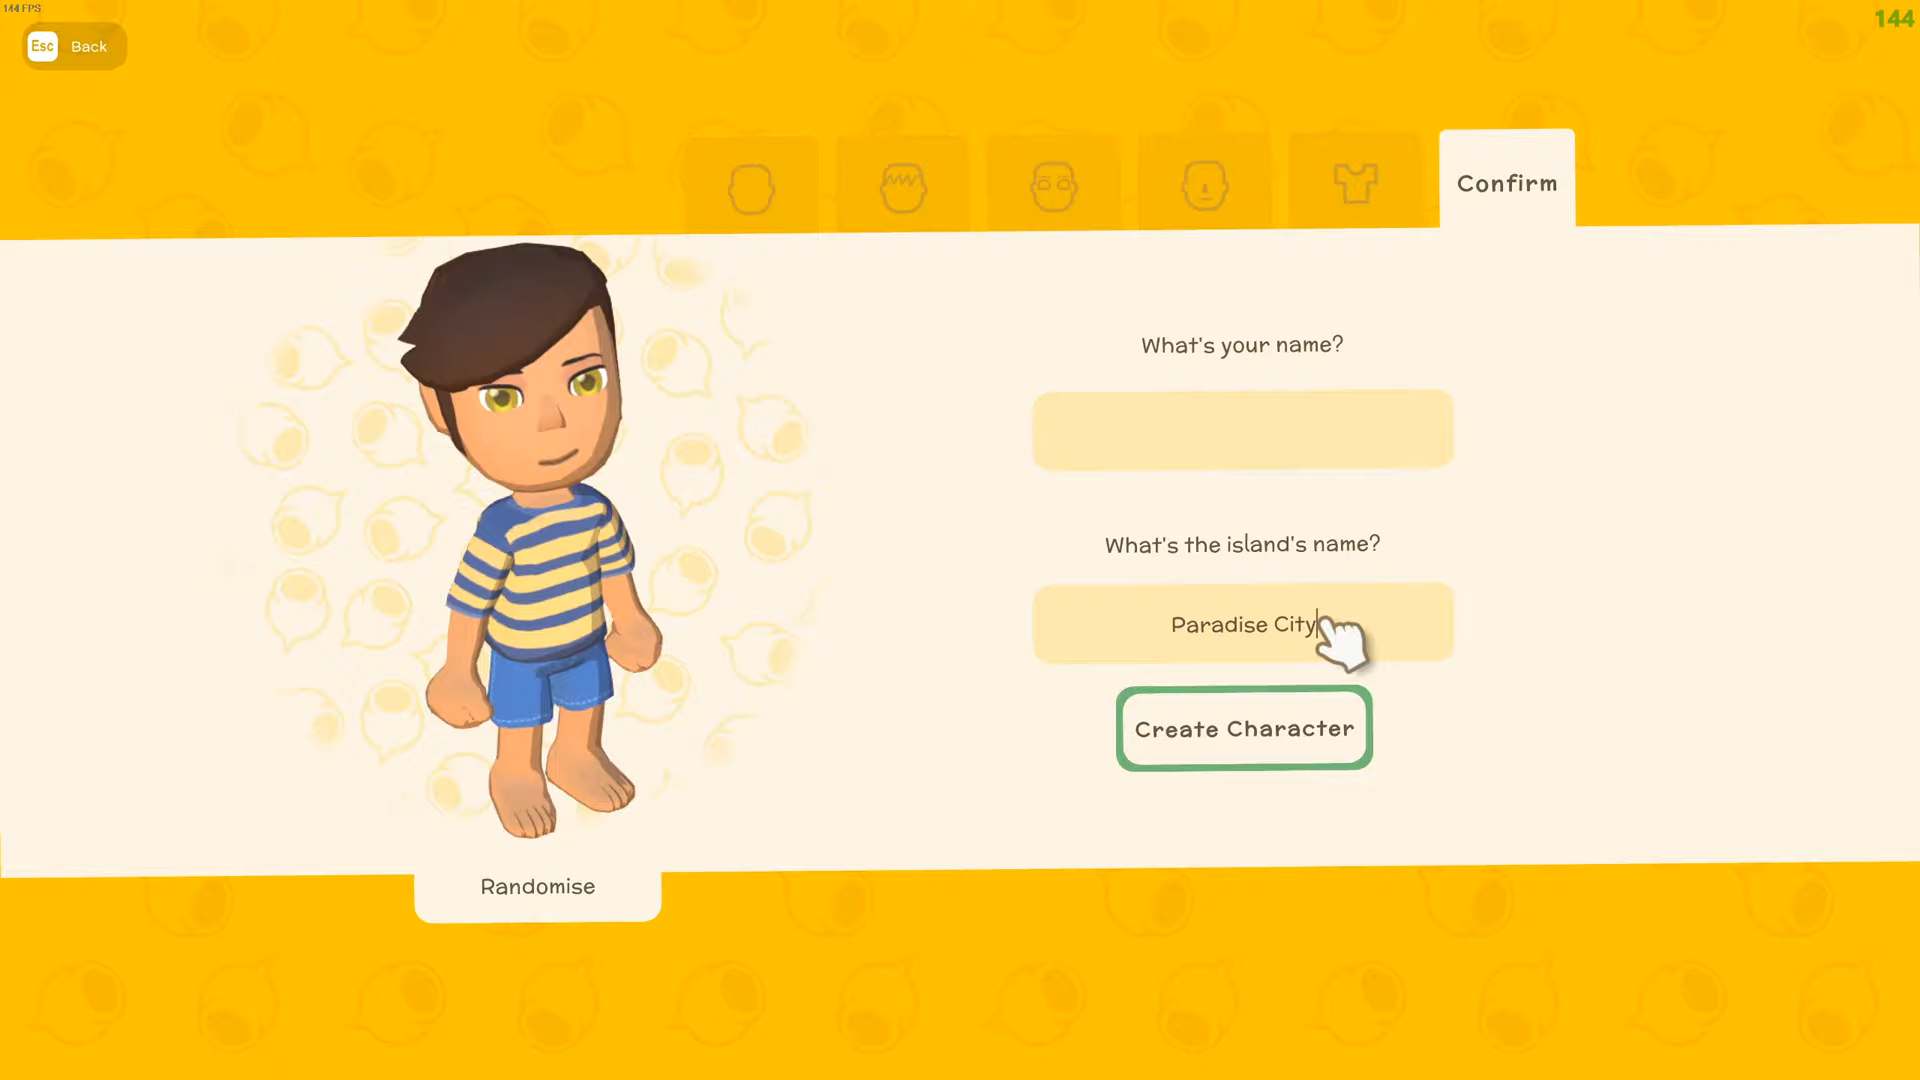 144 FPS
144
Esc Back
Confirm
What's your name?
What's the island's name?
Paradise City
Create Character
Randomise